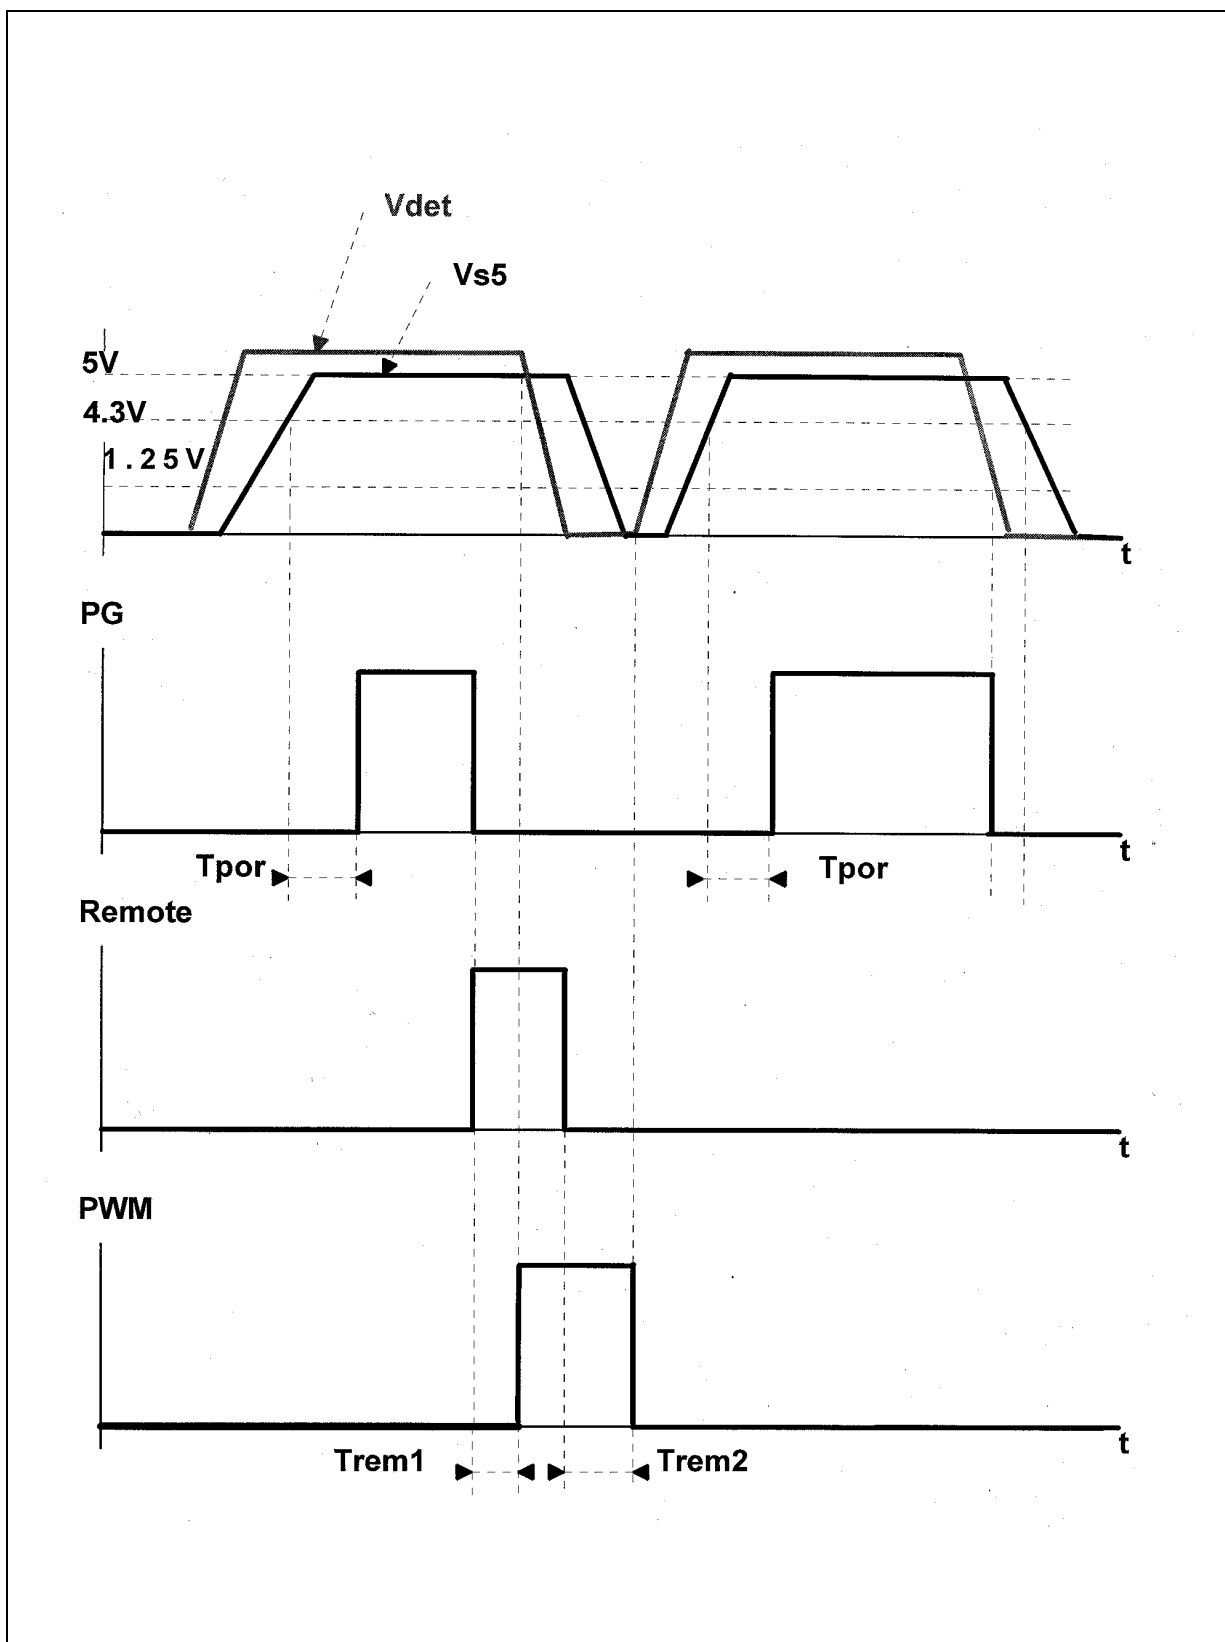 Vdet
Vs5
5V
4.3V
1.25V
t
PG
t
Tpor
Tpor
Remote
t
PWM
t
Trem1
Trem2